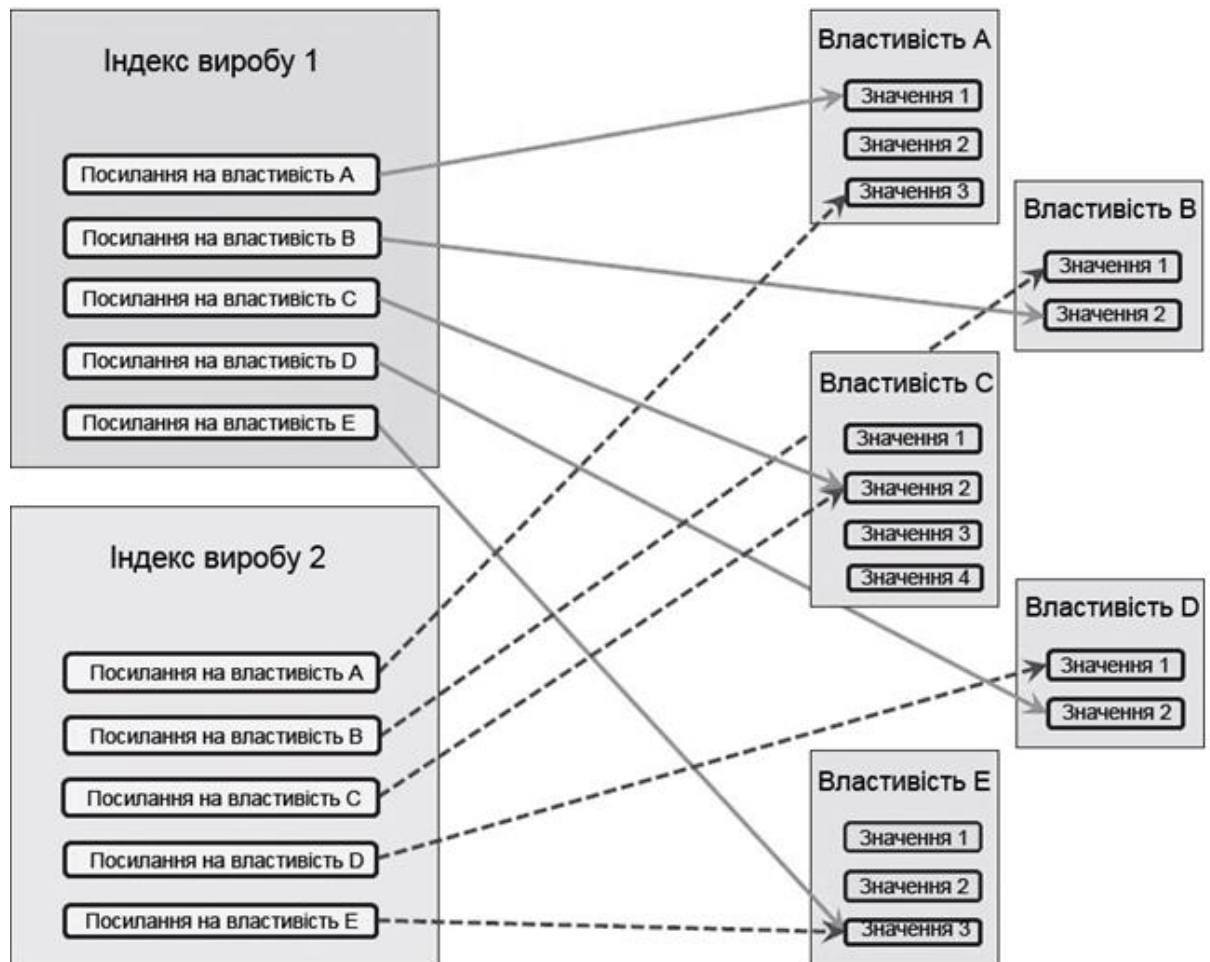 Індекс виробу 1
Посилання на властивість A
Посилання на властивість B
Посилання на властивість C
Посилання на властивість D
Посилання на властивість E
Індекс виробу 2
Посилання на властивість A
Посилання на властивість B
Посилання на властивість C
Посилання на властивість D
Посилання на властивість E
Властивість A
Значення 1
Значення 2
Значення 3
Властивість B
Значення 1
Значення 2
Властивість C
Значення 1
Значення 2
Значення 3
Значення 4
Властивість D
Значення 1
Значення 2
Властивість E
Значення 1
Значення 2
Значення 3